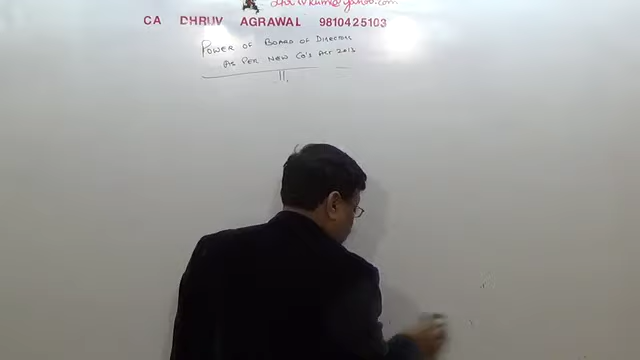 CA DHRUV AGRAWAL 9810425103
POWER OF BOARD OF DIRECTORS
AS PER NEW CO'S ACT 2013